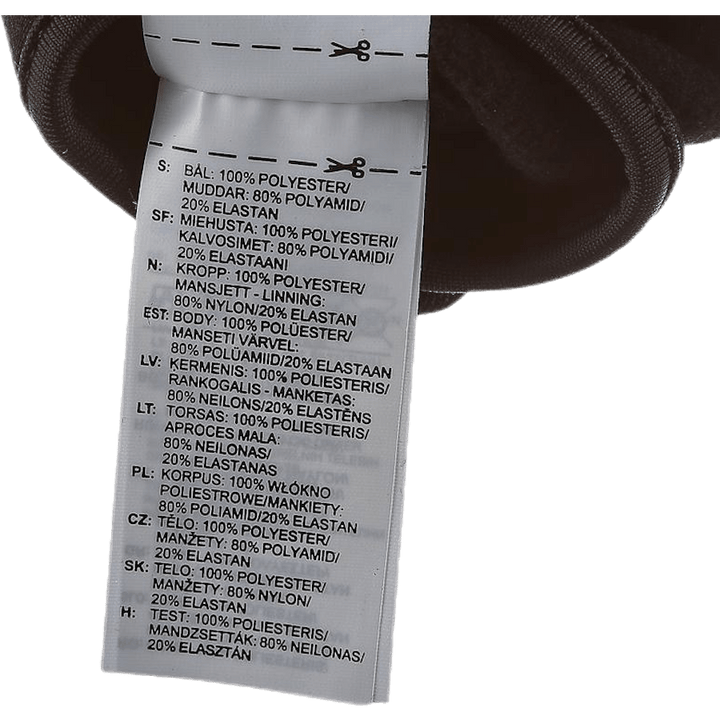 S: BÅL: 100% POLYESTER/
MUDDAR: 80% POLYAMID/
20% ELASTAN
SF: MIEHUSTA: 100% POLYESTERI/
KALVOSIMET: 80% POLYAMIDI/
20% ELASTAANI
N: KROPP: 100% POLYESTER/
MANSJETT - LINNING:
80% NYLON/20% ELASTAN
EST: BODY: 100% POLÜESTER/
MANSETI VÄRVEL:
80% POLÜAMIID/20% ELASTAAN
LV: ĶERMENIS: 100% POLIESTERIS/
RANKOGALIS - MANKETAS:
80% NEILONS/20% ELASTĒNS
LT: TORSAS: 100% POLIESTERIS/
APROCES MALA:
80% NEILONAS/
20% ELASTANAS
PL: KORPUS: 100% WŁÓKNO
POLIESTROWE/MANKIETY:
80% POLIAMID/20% ELASTAN
CZ: TĚLO: 100% POLYESTER/
MANŽETY: 80% POLYAMID/
20% ELASTAN
SK: TELO: 100% POLYESTER/
MANŽETY: 80% NYLON/
20% ELASTAN
H: TEST: 100% POLIESTERIS/
MANDZSETTÁK: 80% NEILONAS/
20% ELASZTÁN